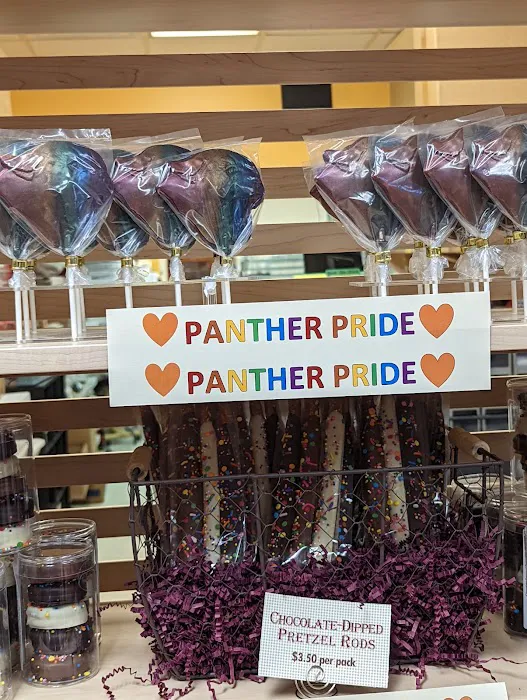 PANTHER PRIDE
PANTHER PRIDE
CHOCOLATE-DIPPED
PRETZEL RODS
$3.50 per pack